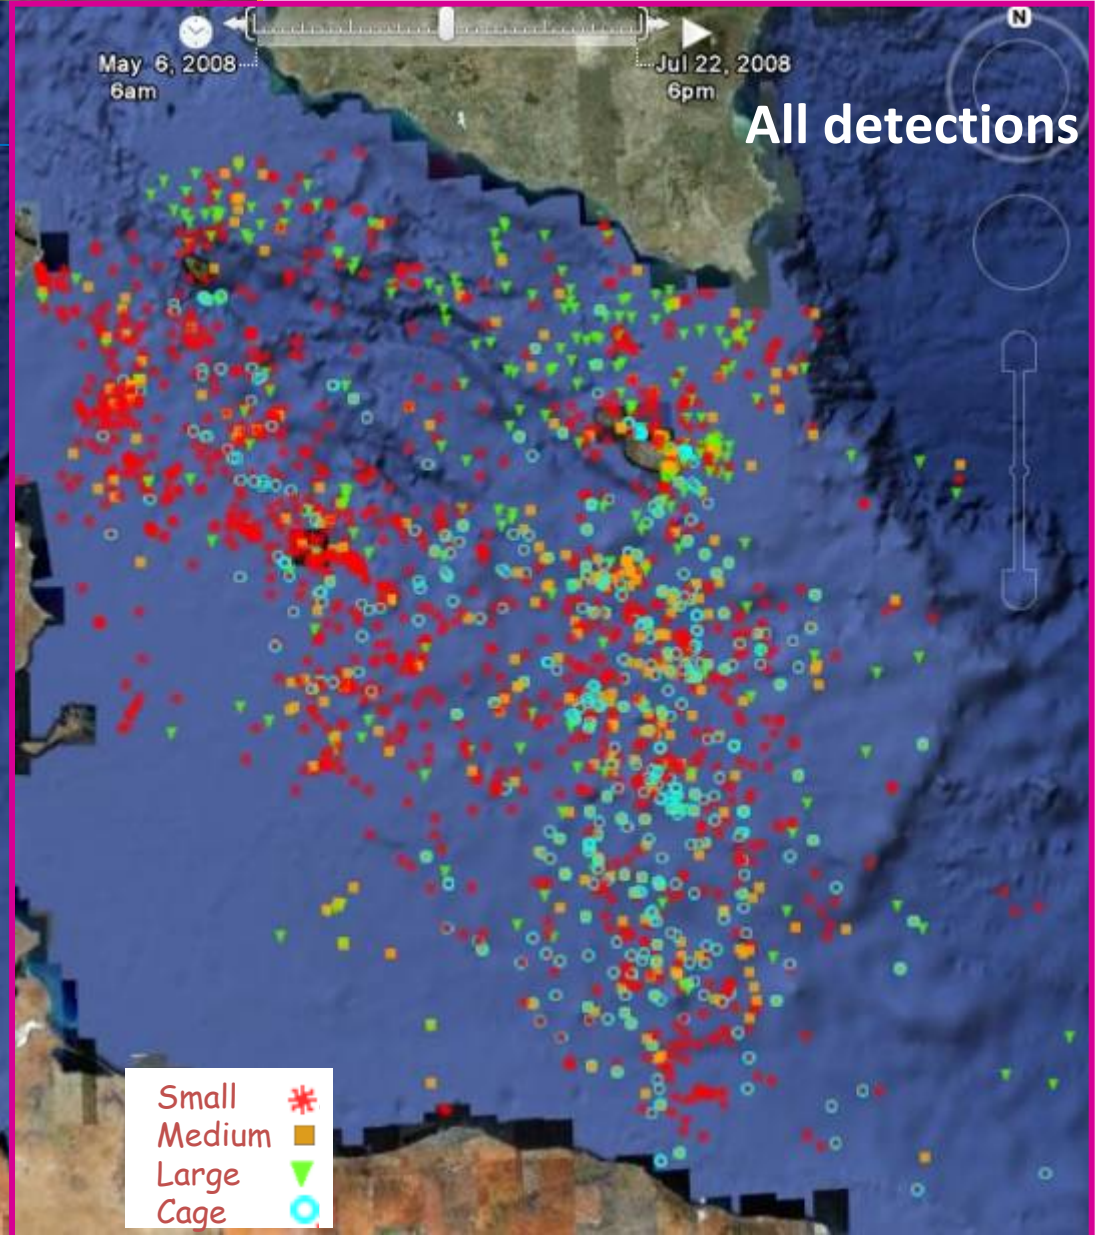 N
May 6, 2008
6am
Jul 22, 2008
6pm
All detections
Small
Medium
Large
Cage